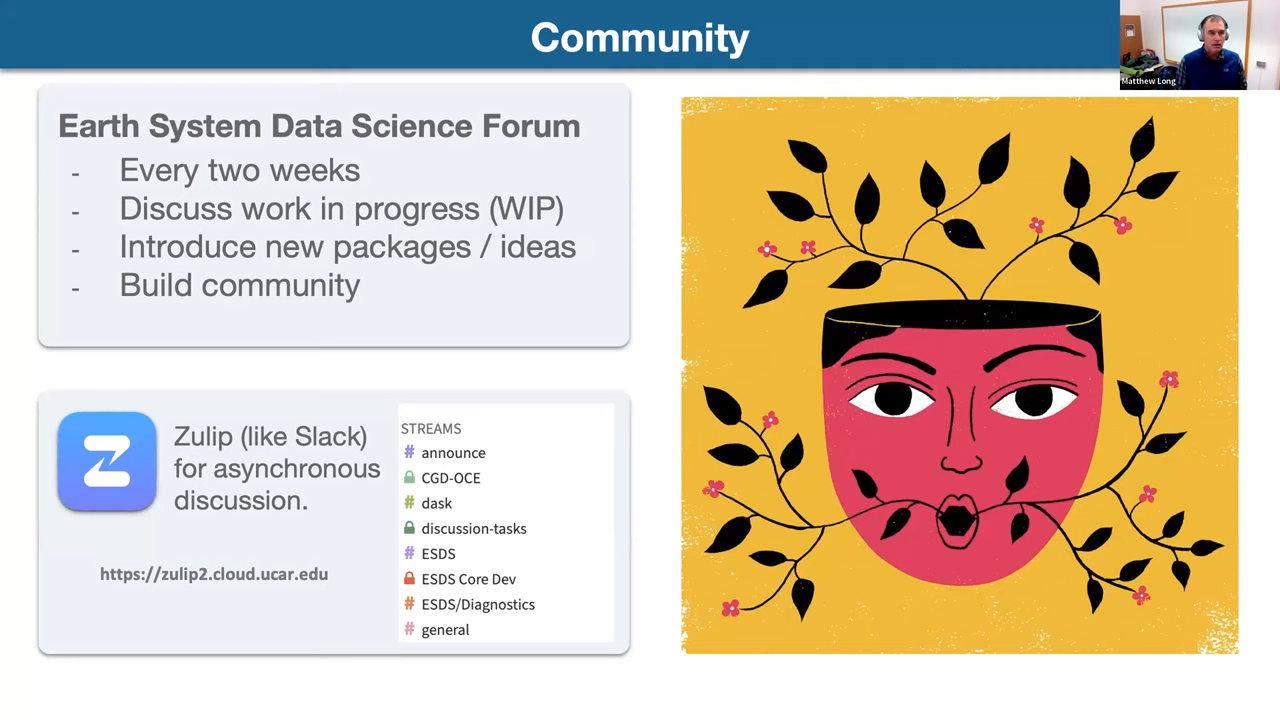 Community
Matthew Long
Earth System Data Science Forum
- Every two weeks
- Discuss work in progress (WIP)
- Introduce new packages / ideas
- Build community
Zulip (like Slack)
for asynchronous
discussion.
https://zulip2.cloud.ucar.edu
STREAMS
# announce
CGD-OCE
# dask
discussion-tasks
# ESDS
ESDS Core Dev
# ESDS/Diagnostics
# general